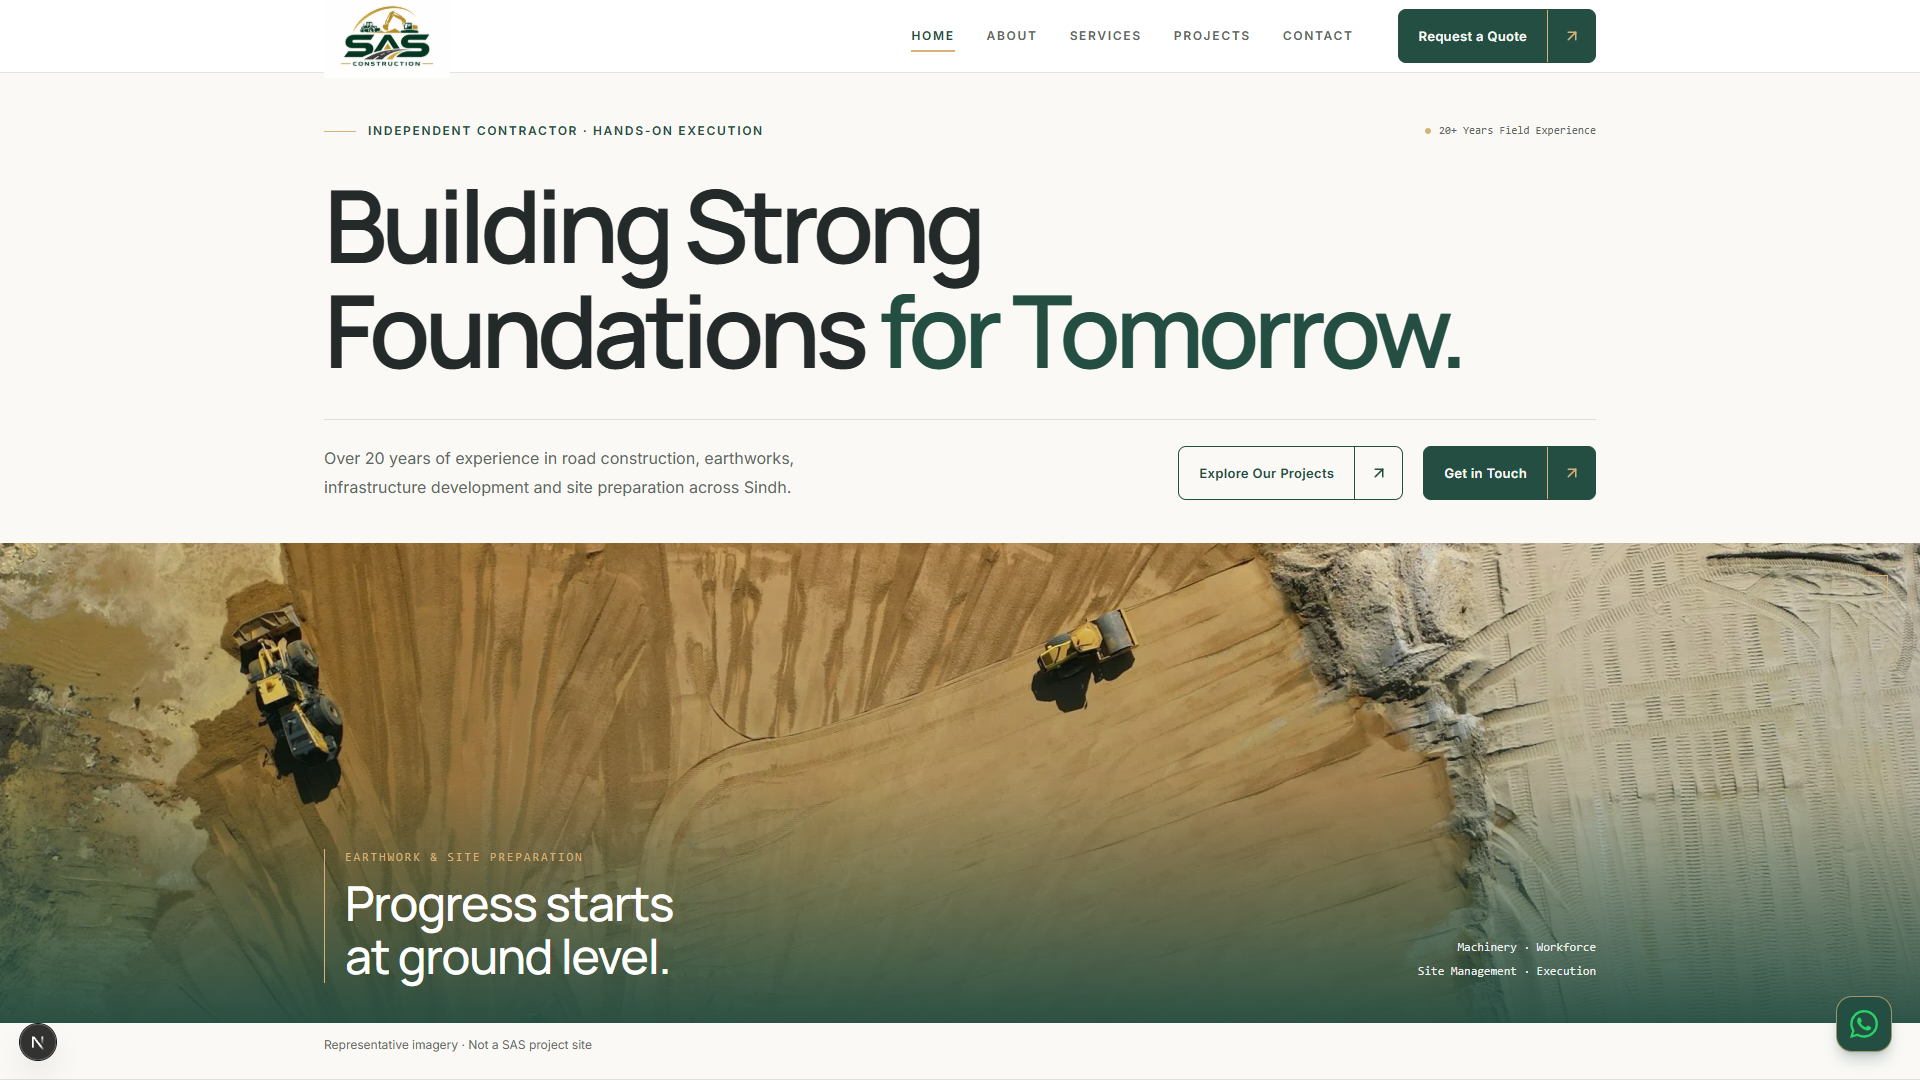 SAS
CONSTRUCTION
HOME
ABOUT
SERVICES
PROJECTS
CONTACT
Request a Quote
INDEPENDENT CONTRACTOR · HANDS-ON EXECUTION
20+ Years Field Experience
Building Strong
Foundations for Tomorrow.
Over 20 years of experience in road construction, earthworks,
infrastructure development and site preparation across Sindh.
Explore Our Projects
Get in Touch
EARTHWORK & SITE PREPARATION
Progress starts
at ground level.
Machinery · Workforce
Site Management · Execution
N
Representative imagery · Not a SAS project site